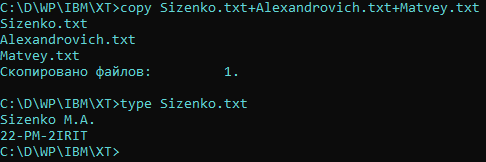 C:\D\WP\IBM\XT>copy Sizenko.txt+Alexandrovich.txt+Matvey.txt
Sizenko.txt
Alexandrovich.txt
Matvey.txt
Скопировано файлов:         1.
C:\D\WP\IBM\XT>type Sizenko.txt
Sizenko M.A.
22-PM-2IRIT
C:\D\WP\IBM\XT>